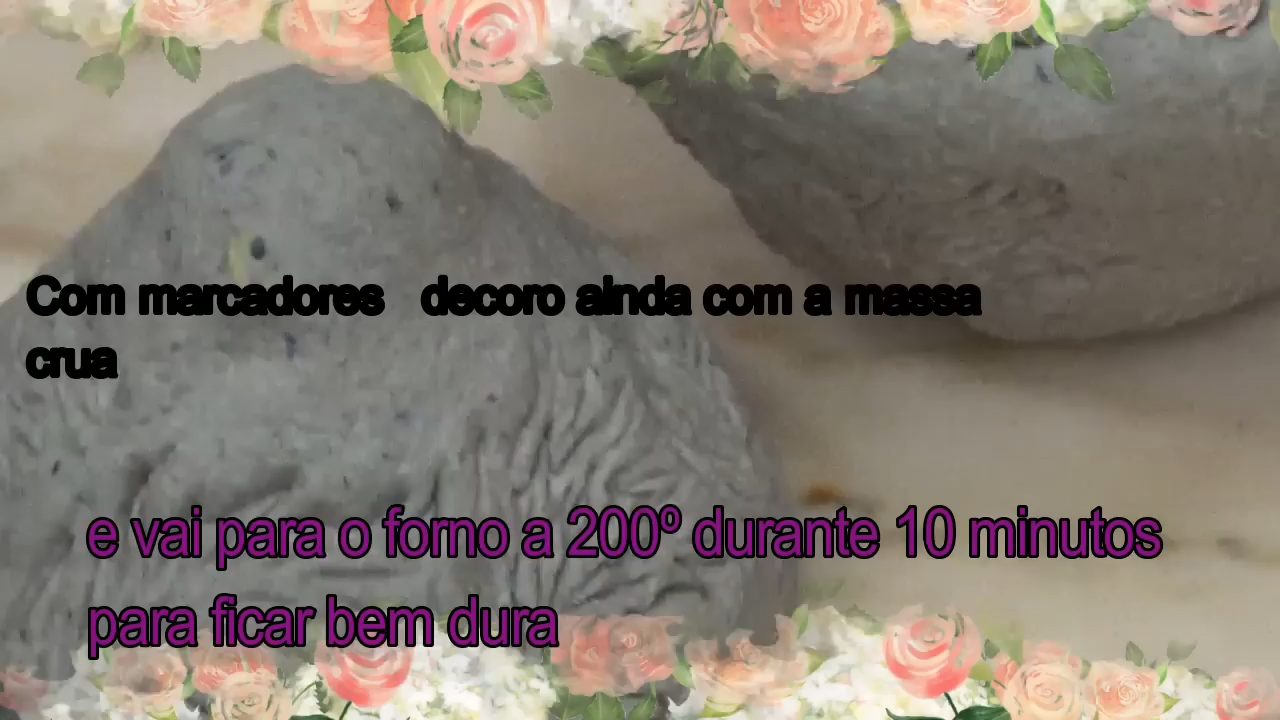 Com marcadores decoro ainda com a massa
crua
e vai para o forno a 200º durante 10 minutos
para ficar bem dura